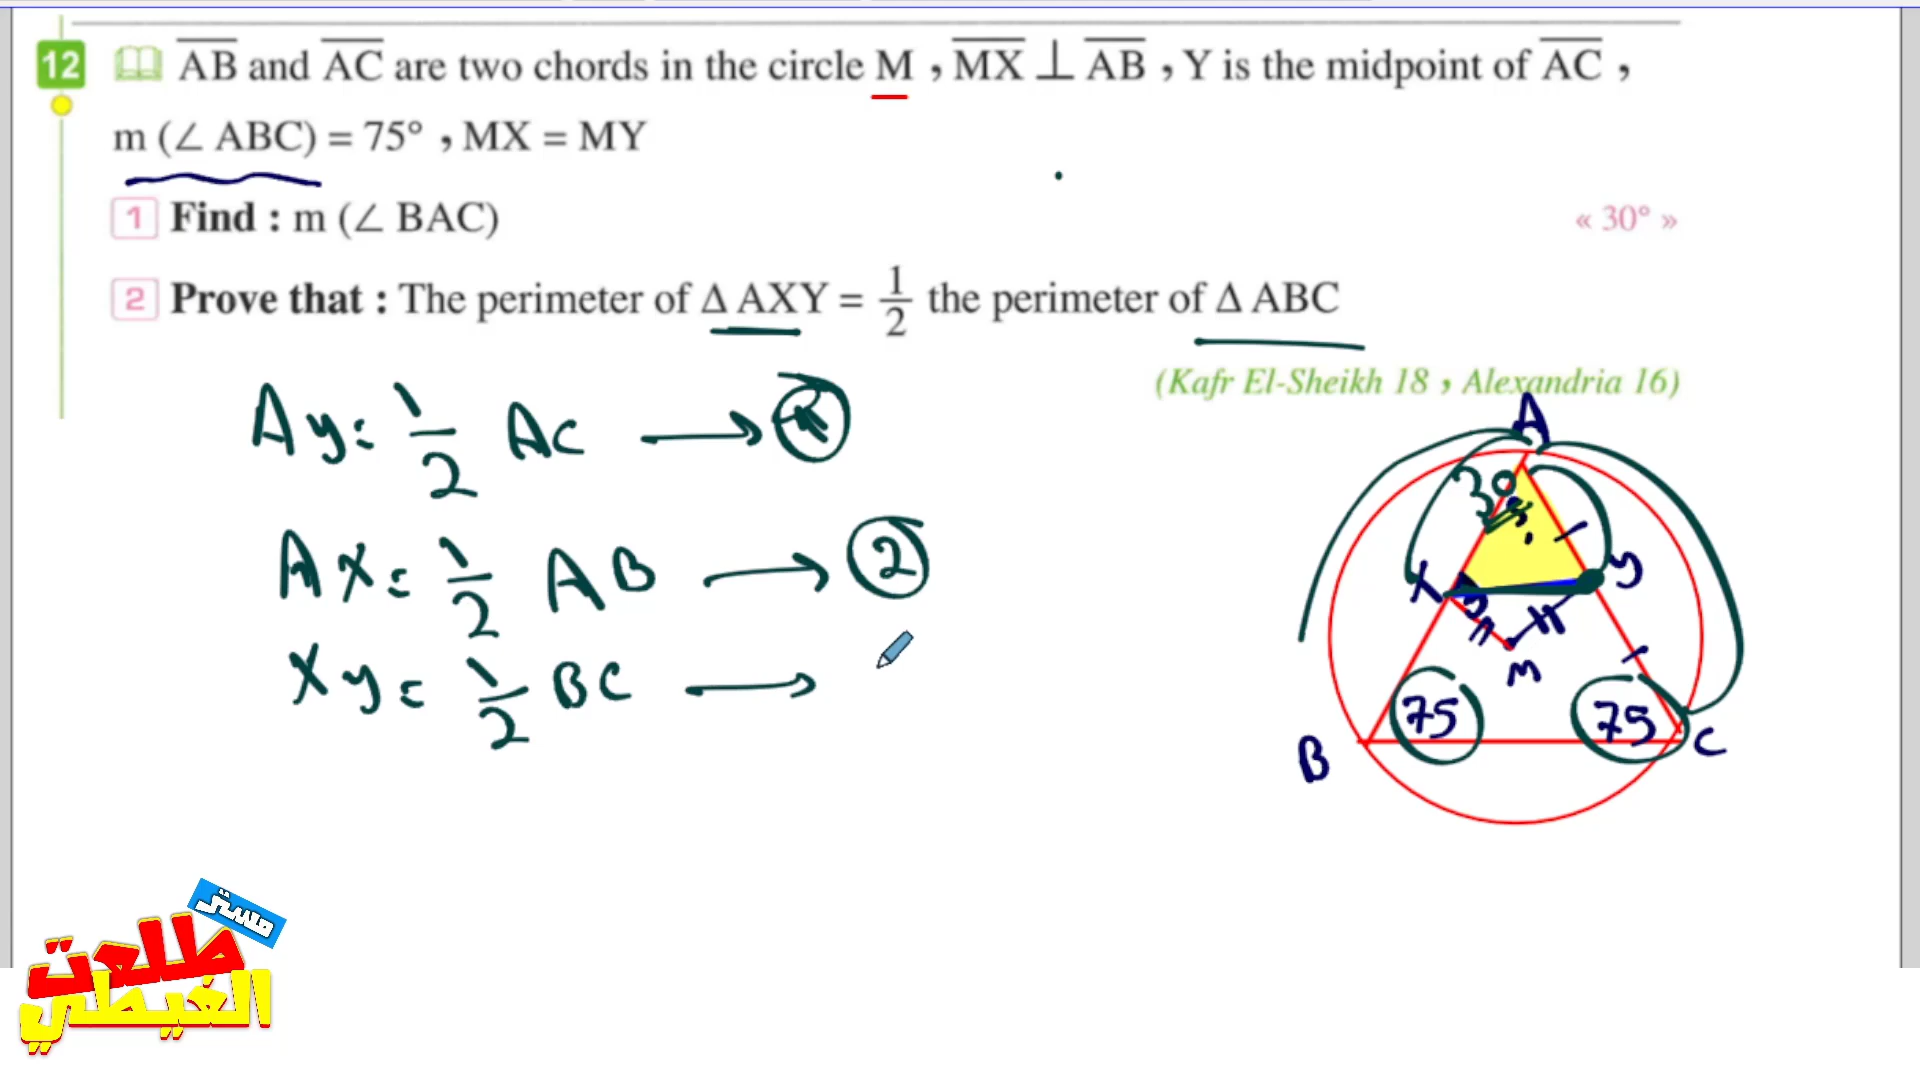 12 AB and AC are two chords in the circle M , MX ⊥ AB , Y is the midpoint of AC ,
m (∠ ABC) = 75° , MX = MY
1 Find : m (∠ BAC) « 30° »
2 Prove that : The perimeter of Δ AXY = 1/2 the perimeter of Δ ABC
(Kafr El-Sheikh 18 , Alexandria 16)
Ay = 1/2 AC →
AX = 1/2 AB → 2
Xy = 1/2 BC →
A
30
X
y
M
75
75
B
C
مستر
طلعت
الغيطي